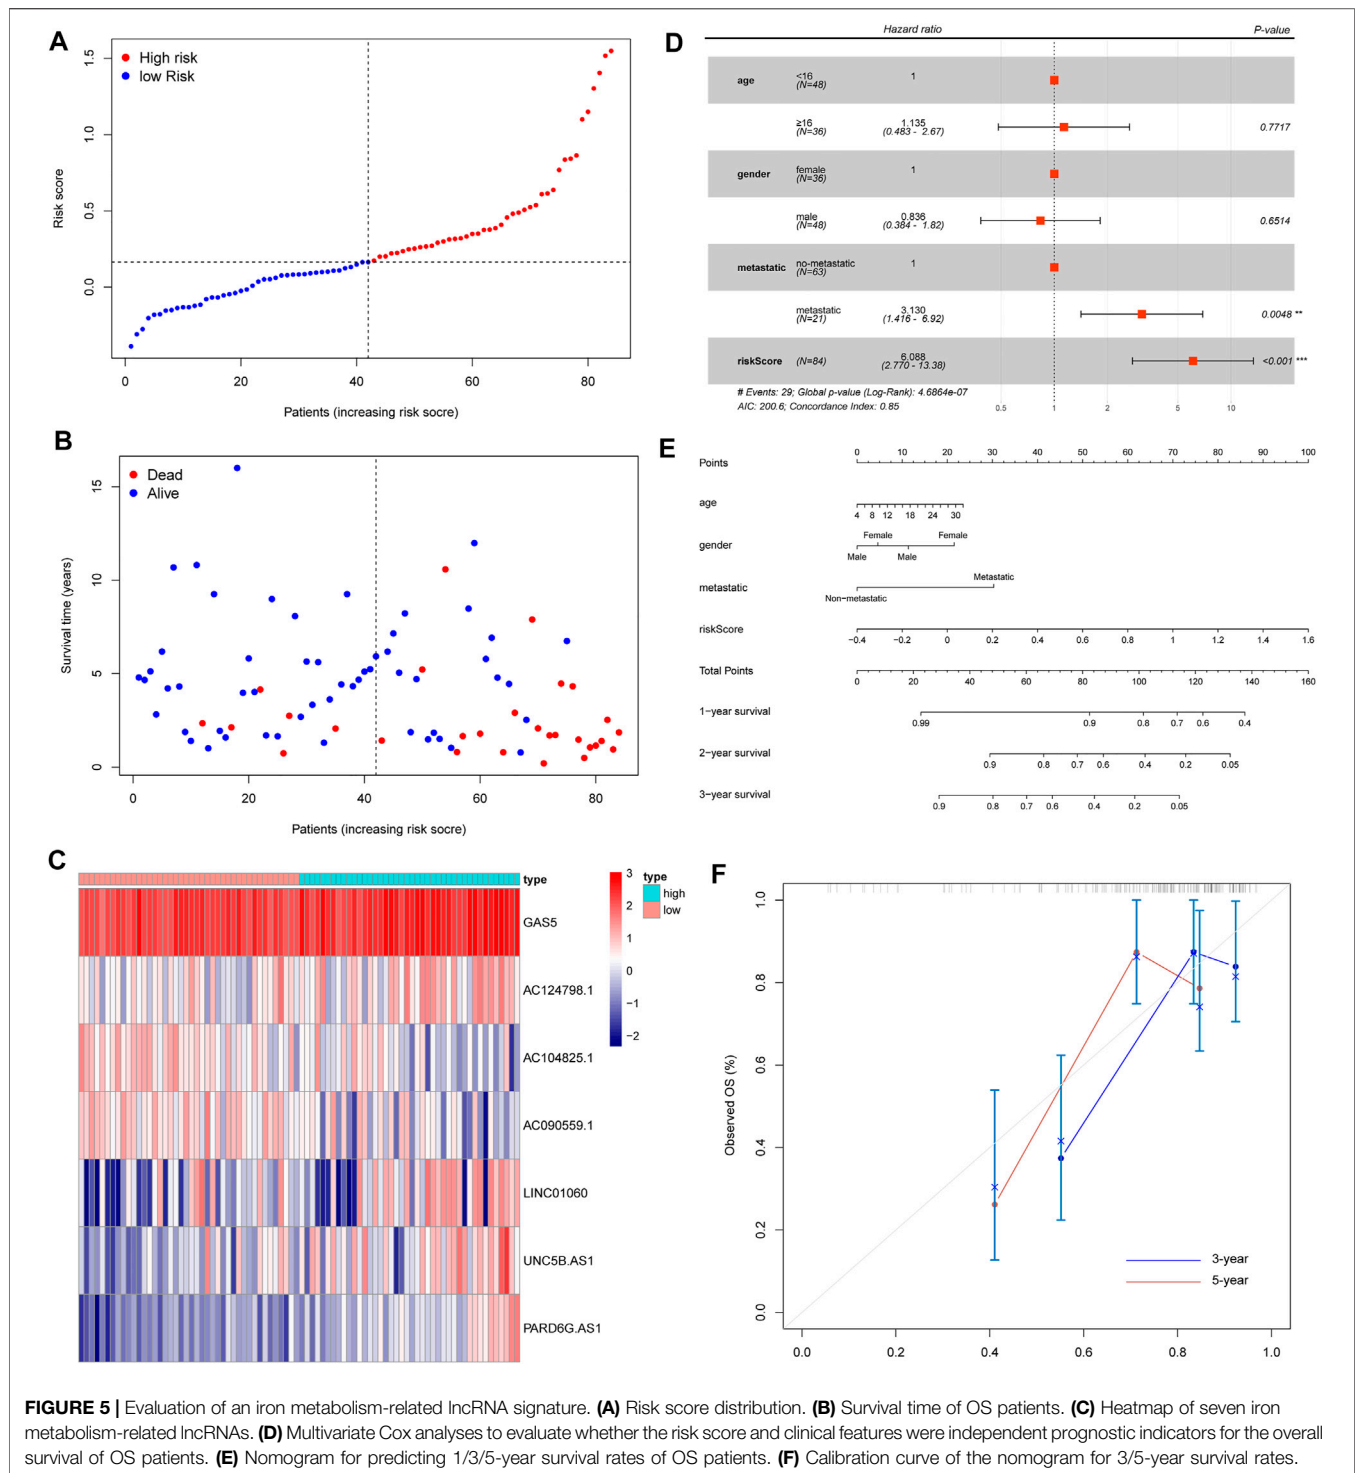 A
High risk
low Risk
Risk score
0.0
0.5
1.0
1.5
0
20
40
60
80
Patients (increasing risk socre)
B
Dead
Alive
Survival time (years)
0
5
10
15
0
20
40
60
80
Patients (increasing risk socre)
C
type
GAS5
AC124798.1
AC104825.1
AC090559.1
LINC01060
UNC5B.AS1
PARD6G.AS1
3
2
1
0
−1
−2
type
high
low
D
Hazard ratio
P-value
age
<16
(N=48)
1
≥16
(N=36)
1.135
(0.483 - 2.67)
0.7717
gender
female
(N=36)
1
male
(N=48)
0.836
(0.384 - 1.82)
0.6514
metastatic
no-metastatic
(N=63)
1
metastatic
(N=21)
3.130
(1.416 - 6.92)
0.0048 **
riskScore
(N=84)
6.088
(2.770 - 13.38)
<0.001 ***
# Events: 29; Global p-value (Log-Rank): 4.6864e-07
AIC: 200.6; Concordance Index: 0.85
0.5
1
2
5
10
E
Points
0 10 20 30 40 50 60 70 80 90 100
age
4 8 12 18 24 30
gender
Female Female
Male Male
metastatic
Metastatic
Non−metastatic
riskScore
−0.4 −0.2 0 0.2 0.4 0.6 0.8 1 1.2 1.4 1.6
Total Points
0 20 40 60 80 100 120 140 160
1−year survival
0.99 0.9 0.8 0.7 0.6 0.4
2−year survival
0.9 0.8 0.7 0.6 0.4 0.2 0.05
3−year survival
0.9 0.8 0.7 0.6 0.4 0.2 0.05
F
Observed OS (%)
0.0
0.2
0.4
0.6
0.8
1.0
3-year
5-year
0.0 0.2 0.4 0.6 0.8 1.0
FIGURE 5 | Evaluation of an iron metabolism-related lncRNA signature. (A) Risk score distribution. (B) Survival time of OS patients. (C) Heatmap of seven iron
metabolism-related lncRNAs. (D) Multivariate Cox analyses to evaluate whether the risk score and clinical features were independent prognostic indicators for the overall
survival of OS patients. (E) Nomogram for predicting 1/3/5-year survival rates of OS patients. (F) Calibration curve of the nomogram for 3/5-year survival rates.